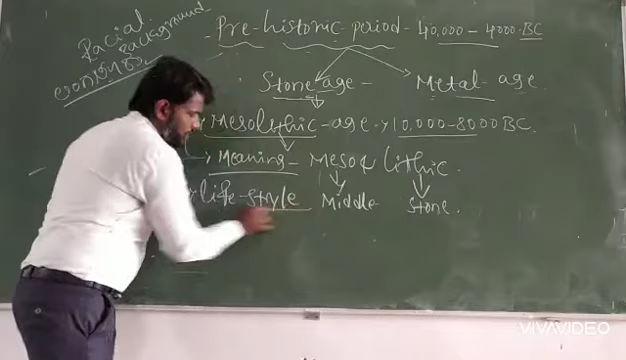 Racial
background
Pre-historic period - 40,000 - 4000 BC
Stone age - Metal age
Mesolythic - age → 10,000 - 8000 BC.
→ Meaning - Meso & lithic.
life-style Middle Stone.
VIVAVIDEO